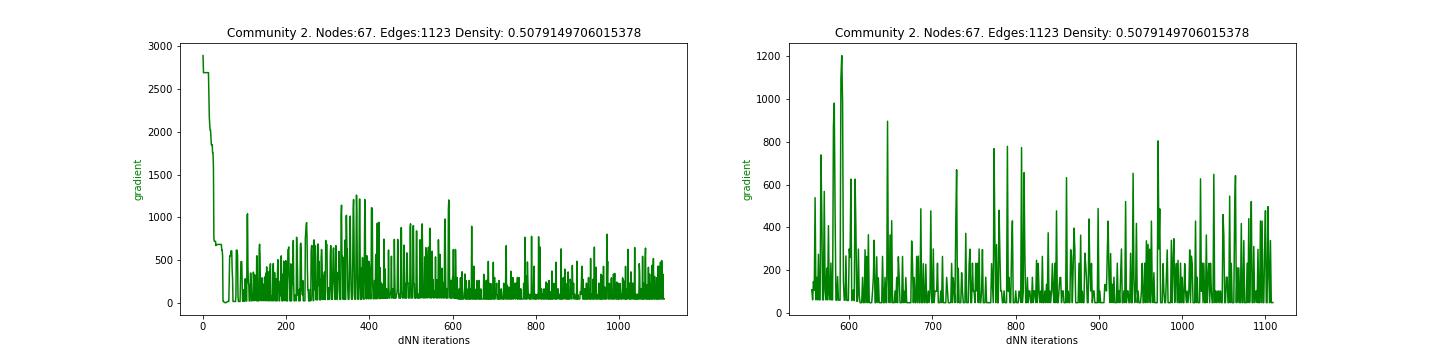 Community 2. Nodes:67. Edges:1123 Density: 0.5079149706015378
3000
2500
2000
1500
1000
500
0
gradient
0 200 400 600 800 1000
dNN iterations
Community 2. Nodes:67. Edges:1123 Density: 0.5079149706015378
1200
1000
800
600
400
200
0
gradient
600 700 800 900 1000 1100
dNN iterations